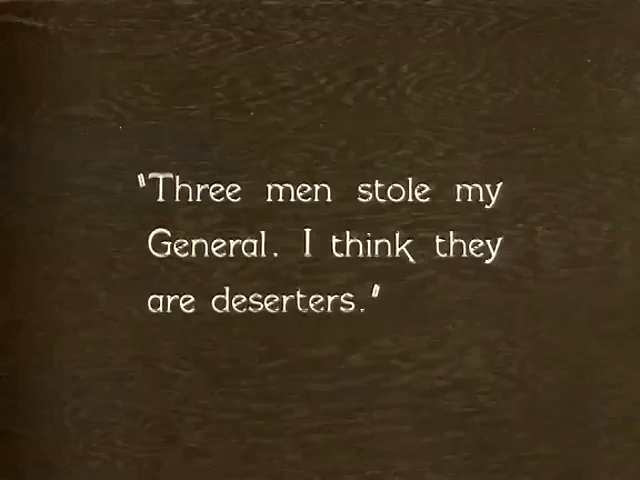 "Three men stole my
General. I think they
are deserters."